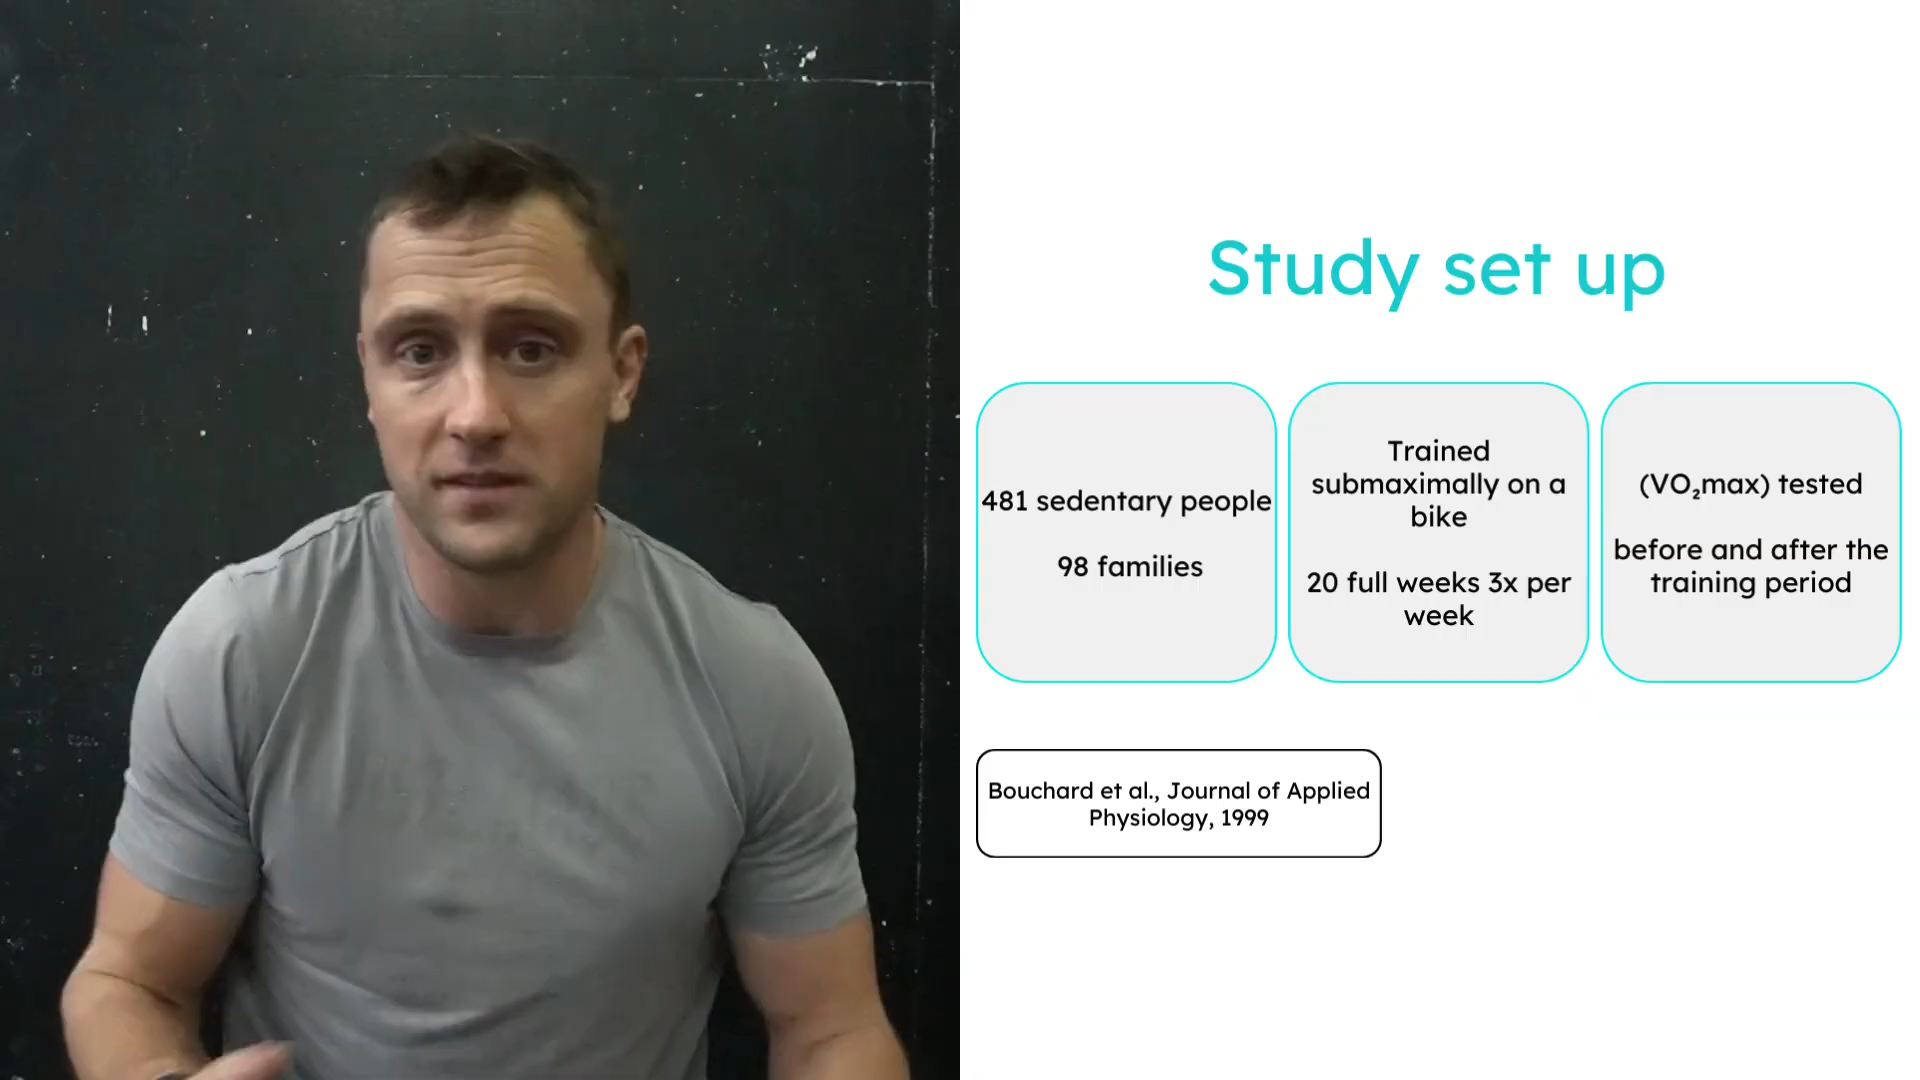 Study set up
481 sedentary people
98 families
Trained
submaximally on a
bike
20 full weeks 3x per
week
(VO₂max) tested
before and after the
training period
Bouchard et al., Journal of Applied
Physiology, 1999